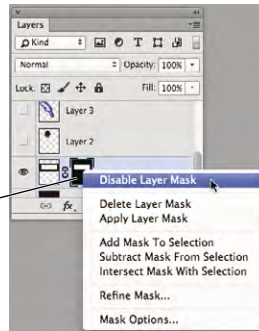 Layers
Kind
Normal
Opacity: 100%
Lock:
Fill: 100%
Layer 3
Layer 2
Disable Layer Mask
Delete Layer Mask
Apply Layer Mask
Add Mask To Selection
Subtract Mask From Selection
Intersect Mask With Selection
Refine Mask...
Mask Options...
fx